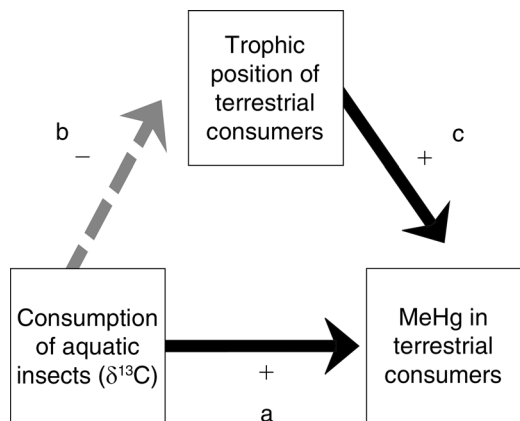 Trophic
position of
terrestrial
consumers
b
−
c
+
Consumption
of aquatic
insects (δ¹³C)
MeHg in
terrestrial
consumers
+
a